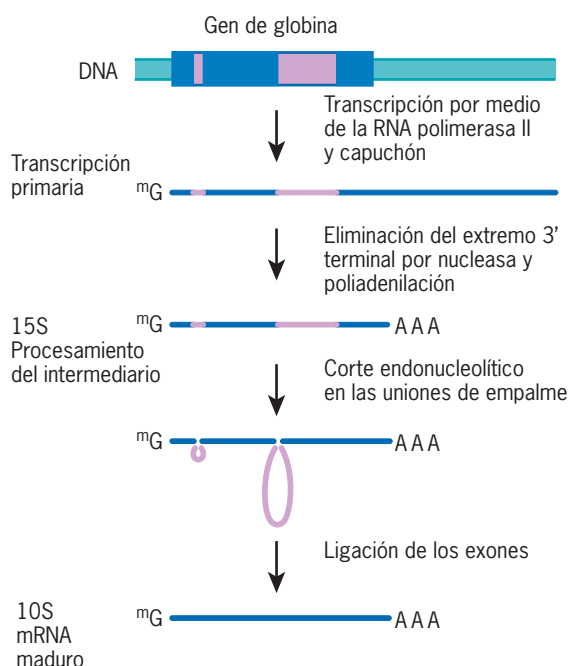 Gen de globina
DNA
Transcripción por medio
de la RNA polimerasa II
y capuchón
Transcripción
primaria
mG
Eliminación del extremo 3’
terminal por nucleasa y
poliadenilación
15S
Procesamiento
del intermediario
mG
AAA
Corte endonucleolítico
en las uniones de empalme
mG
AAA
Ligación de los exones
10S
mRNA
maduro
mG
AAA